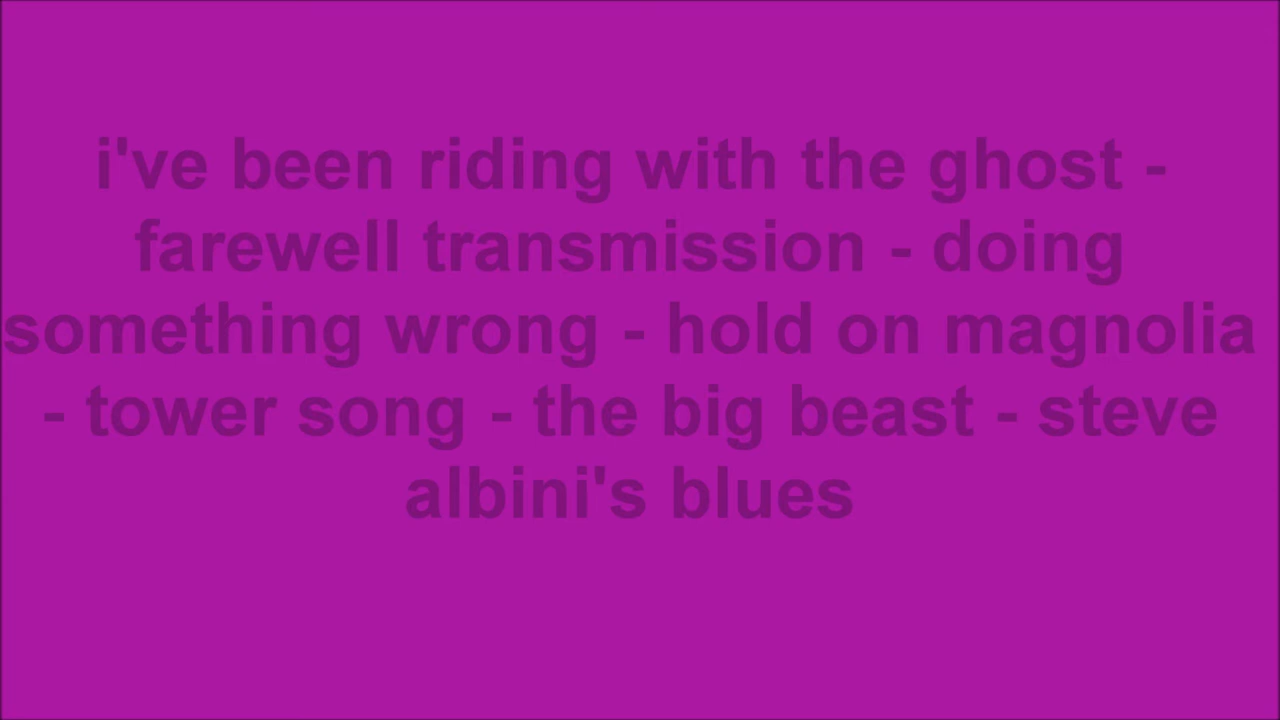 i've been riding with the ghost -
farewell transmission - doing
something wrong - hold on magnolia
- tower song - the big beast - steve
albini's blues